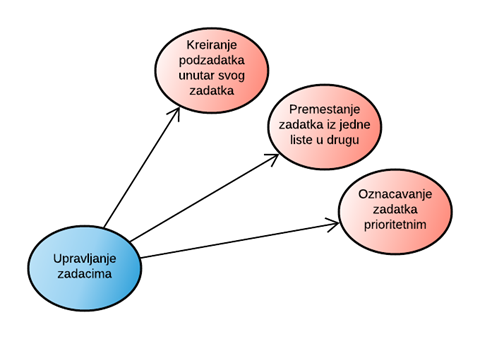 Kreiranje
podzadatka
unutar svog
zadatka
Premestanje
zadatka iz jedne
liste u drugu
Oznacavanje
zadatka
prioritetnim
Upravljanje
zadacima